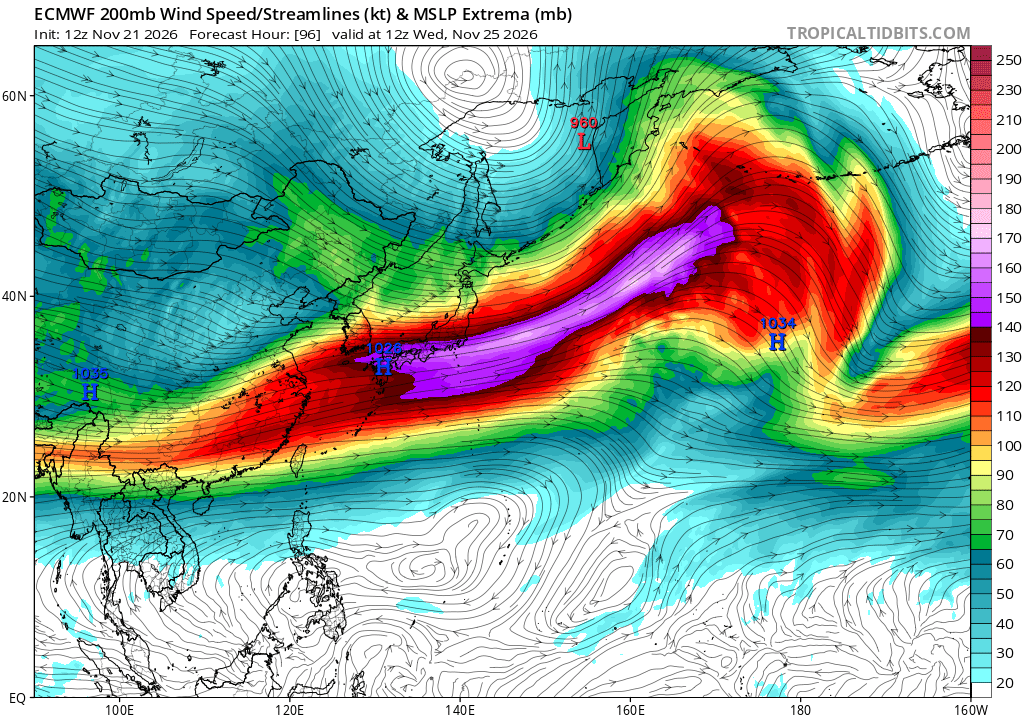 ECMWF 200mb Wind Speed/Streamlines (kt) & MSLP Extrema (mb)
Init: 12z Nov 21 2026 Forecast Hour: [96] valid at 12z Wed, Nov 25 2026
TROPICALTIDBITS.COM
60N
40N
20N
EQ
100E
120E
140E
160E
180
160W
960
L
1034
H
1026
H
1036
H
250
230
210
200
190
180
170
160
150
140
130
120
110
100
90
80
70
60
50
40
30
20